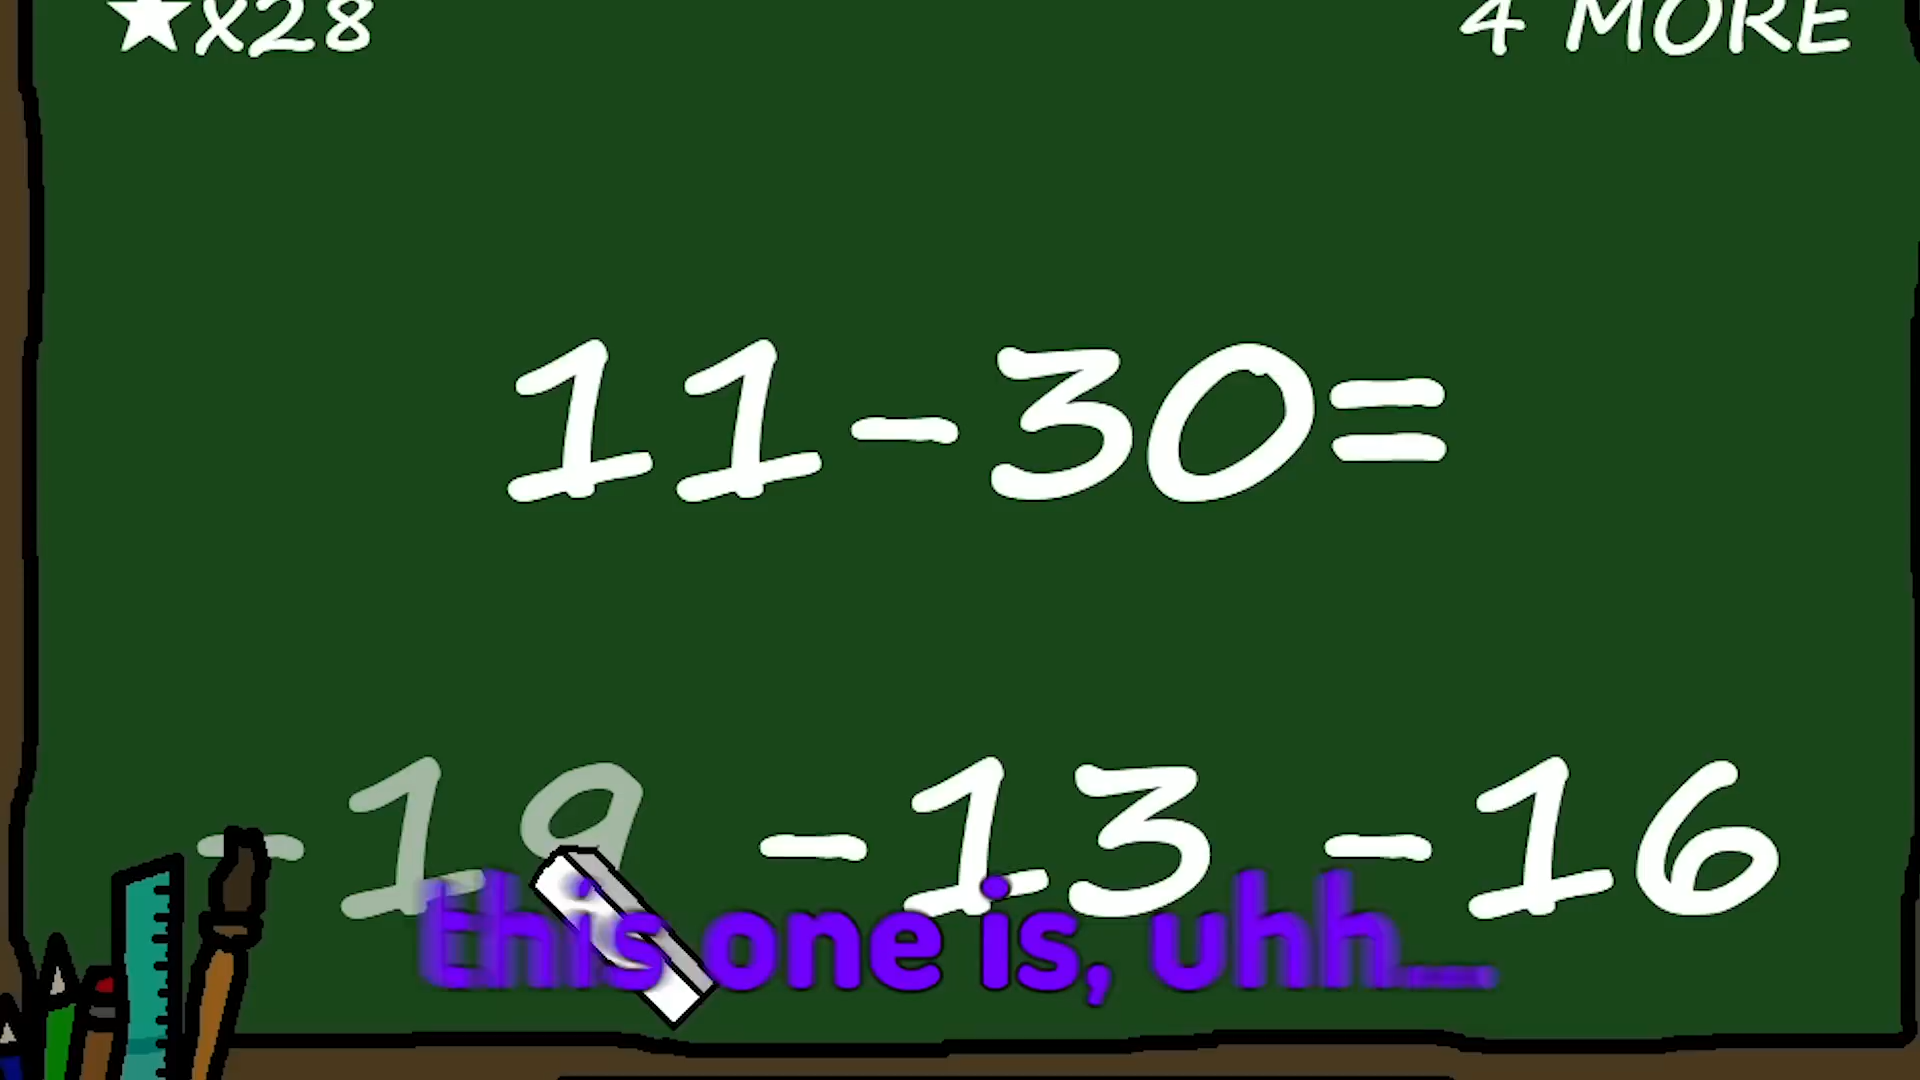 ★x28
4 MORE
11-30=
-19 -13 -16
this one is, uhh...